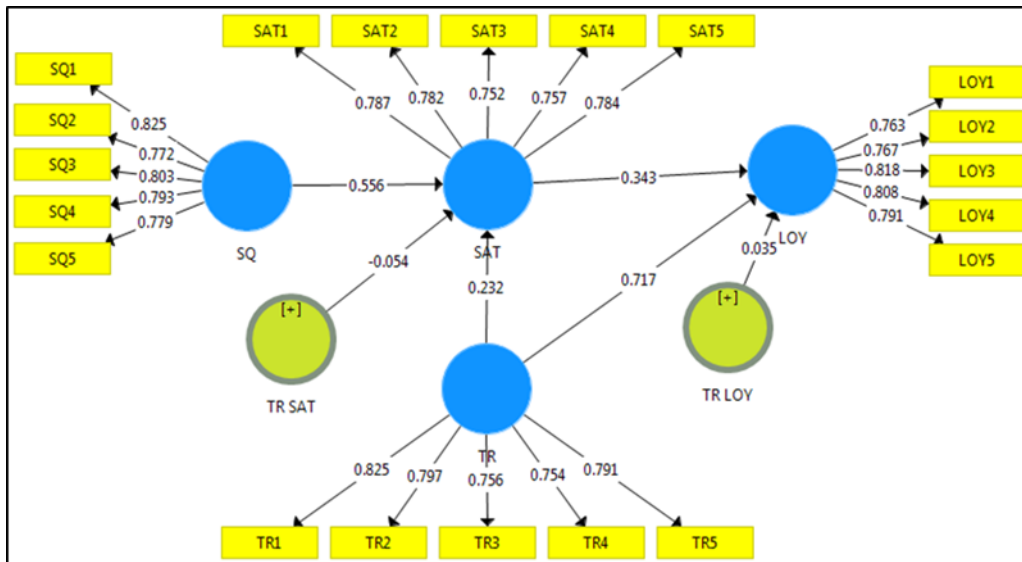 SAT1
SAT2
SAT3
SAT4
SAT5
SQ1
SQ2
SQ3
SQ4
SQ5
LOY1
LOY2
LOY3
LOY4
LOY5
0.787
0.782
0.752
0.757
0.784
0.825
0.772
0.803
0.793
0.779
0.763
0.767
0.818
0.808
0.791
0.556
0.343
SQ
SAT
LOY
-0.054
0.232
0.717
0.035
[+]
[+]
TR SAT
TR LOY
TR
0.825
0.797
0.756
0.754
0.791
TR1
TR2
TR3
TR4
TR5